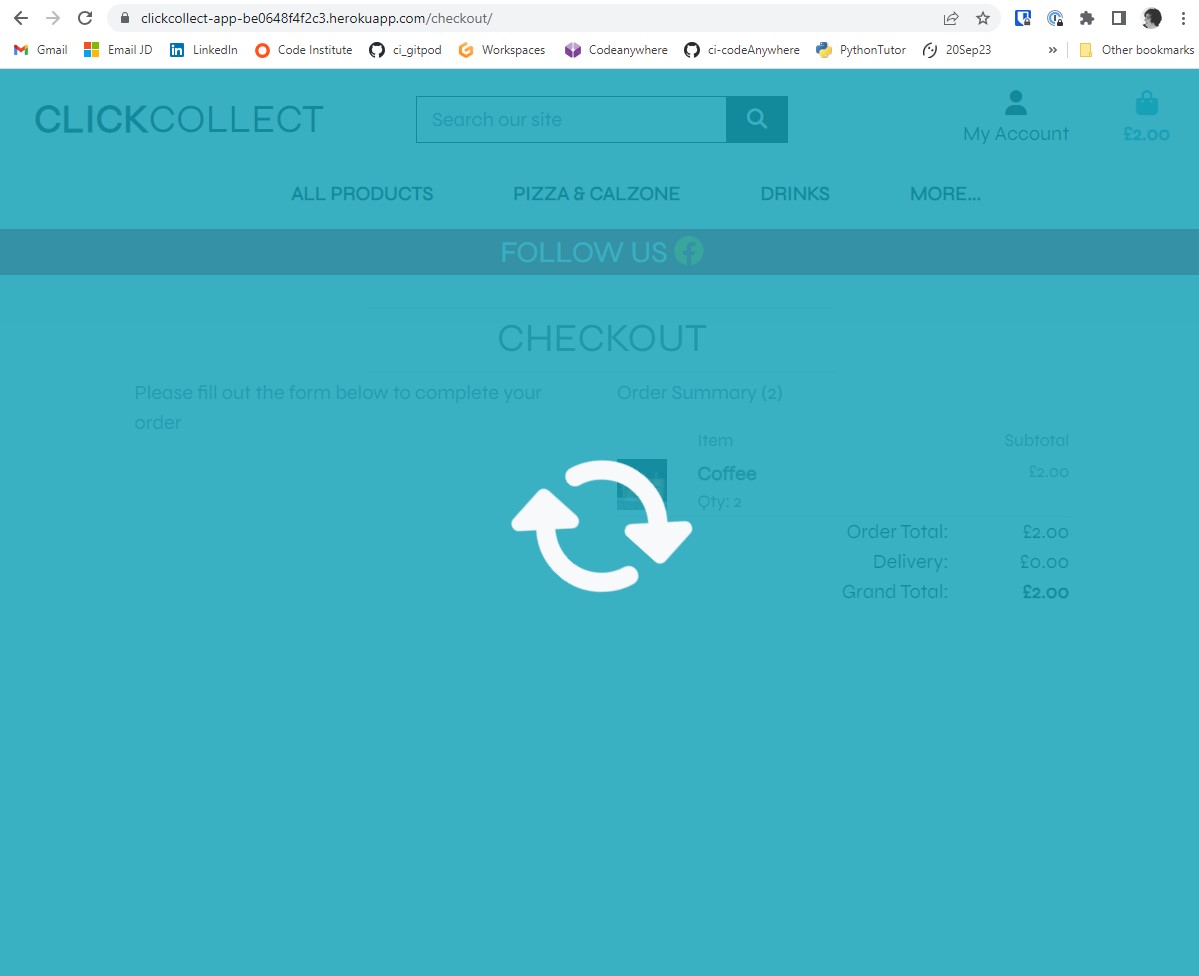 clickcollect-app-be0648f4f2c3.herokuapp.com/checkout/
Gmail Email JD LinkedIn Code Institute ci_gitpod Workspaces Codeanywhere ci-codeAnywhere PythonTutor 20Sep23 » Other bookmarks
CLICKCOLLECT
Search our site
My Account
£2.00
ALL PRODUCTS PIZZA & CALZONE DRINKS MORE...
FOLLOW US
CHECKOUT
Please fill out the form below to complete your
order
Order Summary (2)
Item Subtotal
Coffee £2.00
Qty: 2
Order Total: £2.00
Delivery: £0.00
Grand Total: £2.00